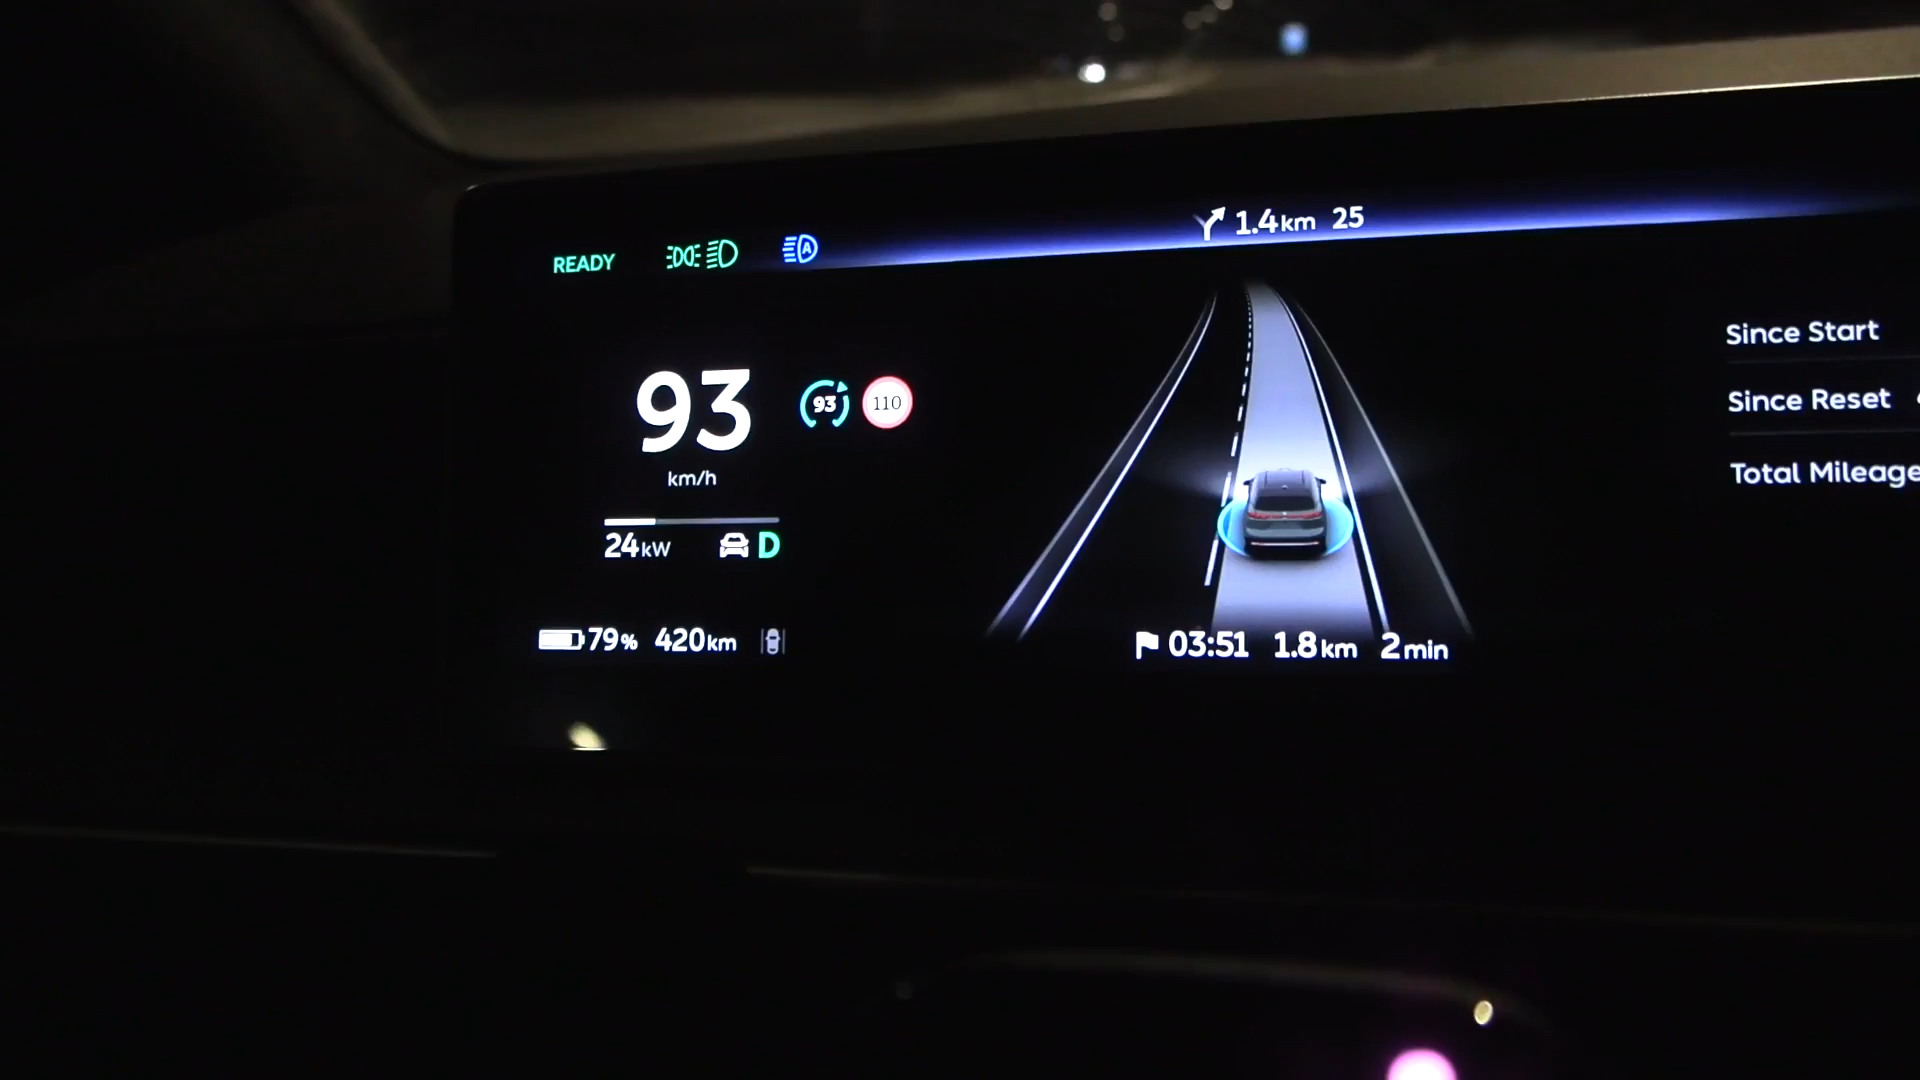 1.4km 25
READY
A
93
km/h
93
110
24kW
D
79% 420km
03:51 1.8km 2min
Since Start
Since Reset
Total Mileage